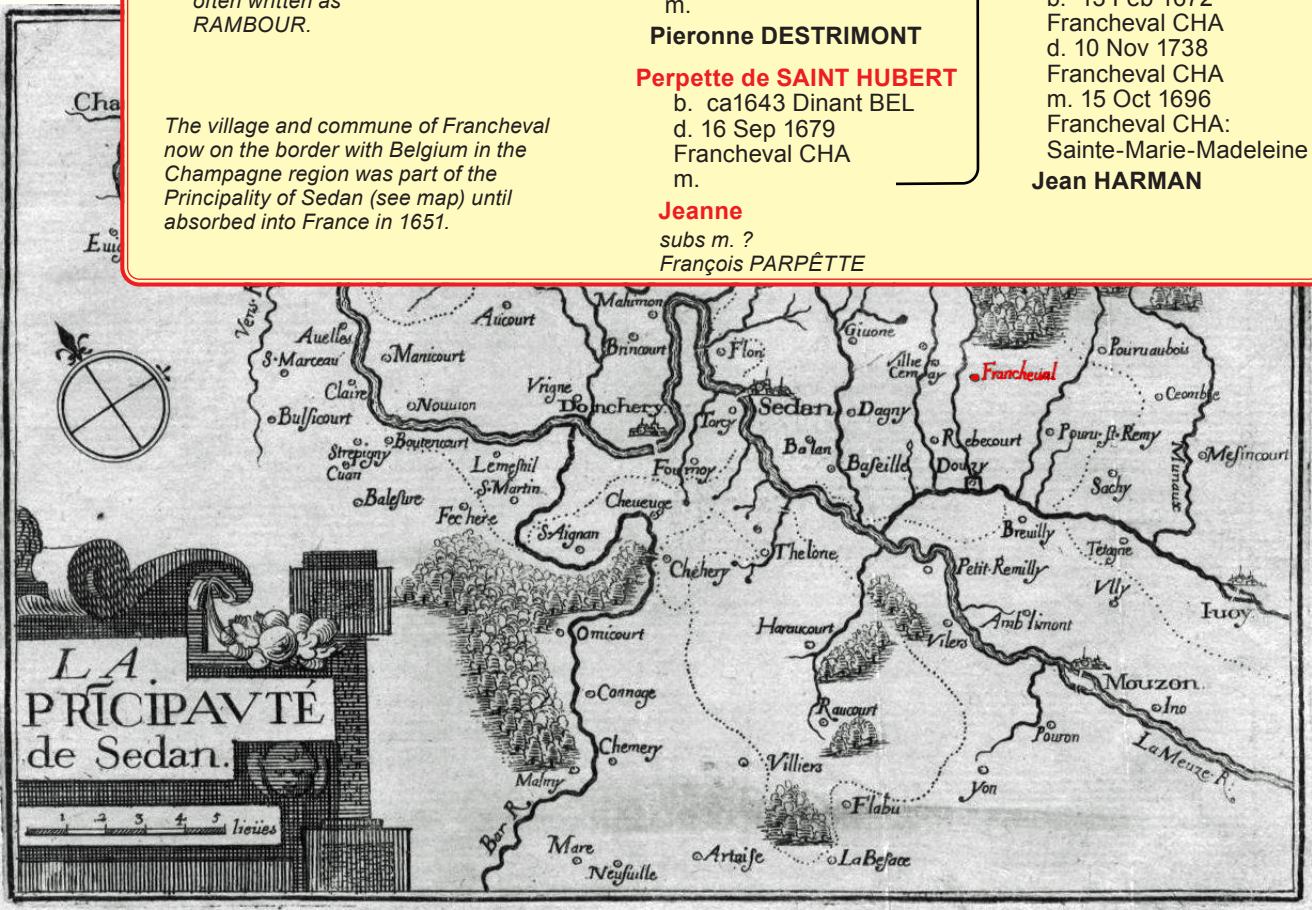 often written as
RAMBOUR.
The village and commune of Francheval
now on the border with Belgium in the
Champagne region was part of the
Principality of Sedan (see map) until
absorbed into France in 1651.
m.
Pieronne DESTRIMONT
Perpette de SAINT HUBERT
b. ca1643 Dinant BEL
d. 16 Sep 1679
Francheval CHA
m.
Jeanne
subs m. ?
François PARPÊTTE
Francheval CHA
d. 10 Nov 1738
Francheval CHA
m. 15 Oct 1696
Francheval CHA:
Sainte-Marie-Madeleine
Jean HARMAN
Cha
Aucourt
Malumon
Auelles
S. Marceau
Manicourt
Brincourt
Flon
Giuone
Francheual
Pouruaubois
Claire
Nouuion
Vrigne
Donchery
Torcy
Sedan
Dagny
Bulsicourt
Strepigny
Boutencourt
Cuan
Lemesnil
S. Martin
Balan
Baseille
Rebecourt
Douzy
Pouru-St-Remy
Mesincourt
Munaux
Balesure
Fechere
Cheueuge
Sachy
S. Aignan
Thelone
Breuilly
Tetagne
Chehery
Petit-Remilly
Vlly
Iuoy
Omicourt
Haraucourt
Vilers
Amblimont
Connage
Mouzon
Ino
Raucourt
Pouron
La Meuze R.
Chemery
Malmy
Villiers
Yon
Flabu
Bar R.
Mare
Neufuille
Artaise
La Besace
LA
PRĪCIPAVTÉ
de Sedan.
1 2 3 4 5 lieües